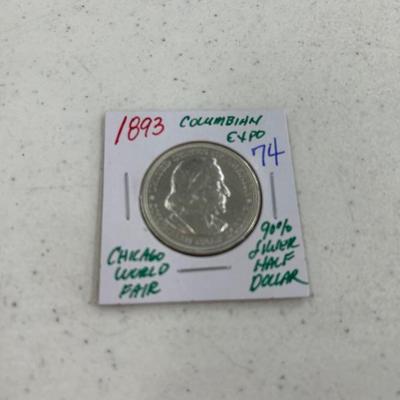 1893 COLUMBIAN
EXPO
74
CHICAGO
WORLD
FAIR
90%
SILVER
HALF
DOLLAR